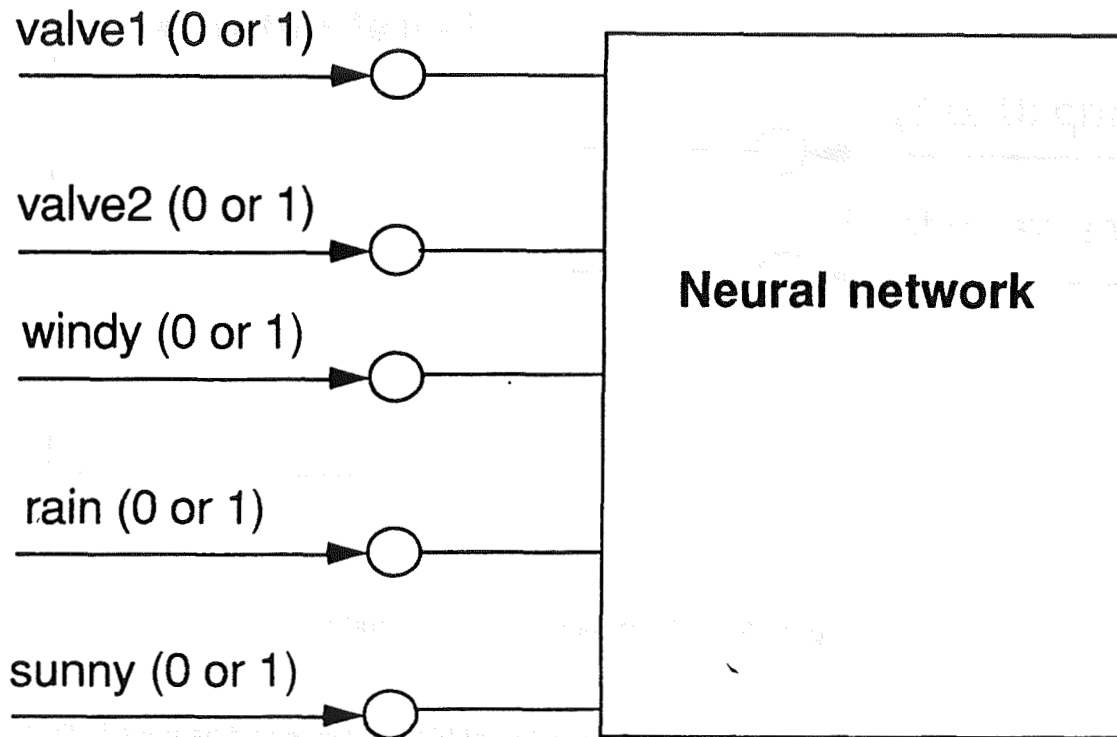 valve1 (0 or 1)
valve2 (0 or 1)
Neural network
windy (0 or 1)
rain (0 or 1)
sunny (0 or 1)